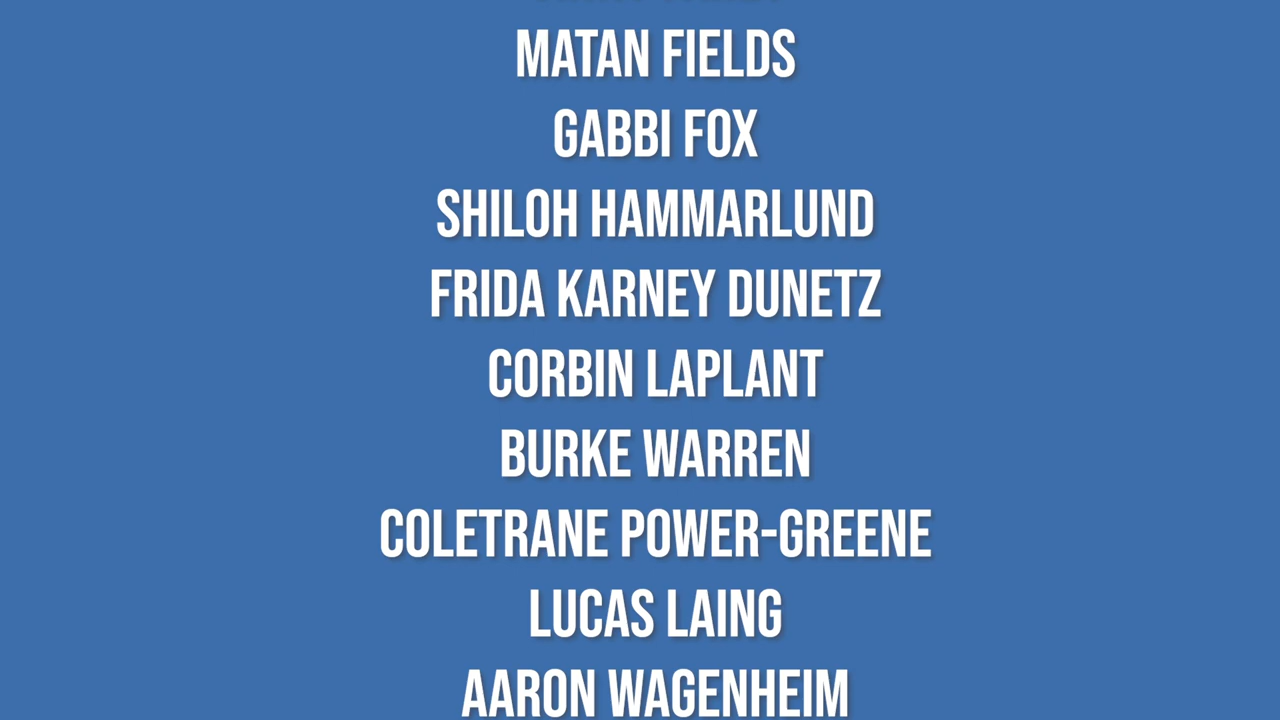 MATAN FIELDS
GABBI FOX
SHILOH HAMMARLUND
FRIDA KARNEY DUNETZ
CORBIN LAPLANT
BURKE WARREN
COLETRANE POWER-GREENE
LUCAS LAING
AARON WAGENHEIM